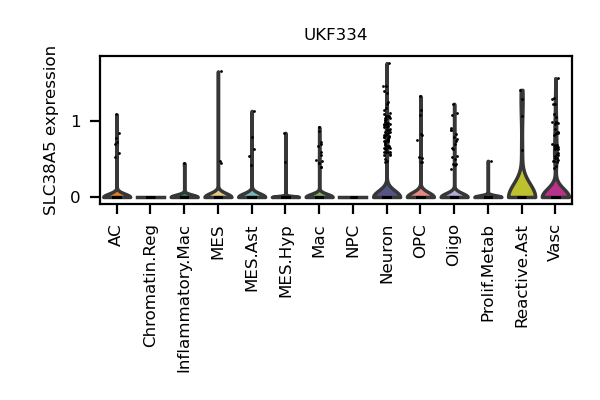 UKF334
SLC38A5 expression
1
0
AC
Chromatin.Reg
Inflammatory.Mac
MES
MES.Ast
MES.Hyp
Mac
NPC
Neuron
OPC
Oligo
Prolif.Metab
Reactive.Ast
Vasc